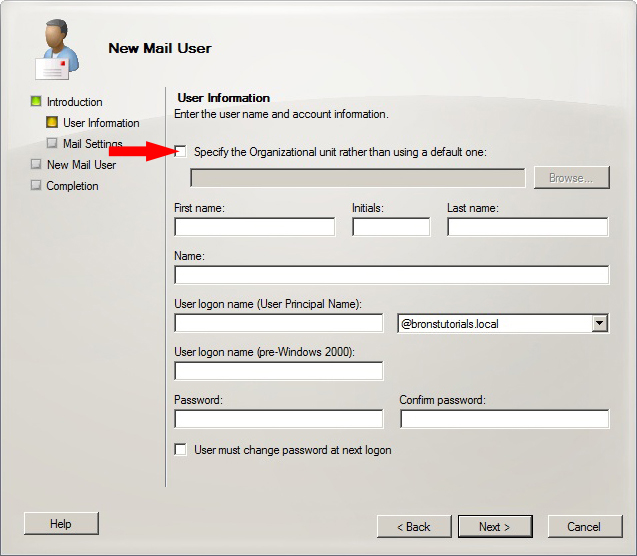 New Mail User
Introduction
User Information
Mail Settings
New Mail User
Completion
User Information
Enter the user name and account information.
Specify the Organizational unit rather than using a default one:
Browse...
First name: Initials: Last name:
Name:
User logon name (User Principal Name):
@bronstutorials.local
User logon name (pre-Windows 2000):
Password: Confirm password:
User must change password at next logon
Help < Back Next > Cancel